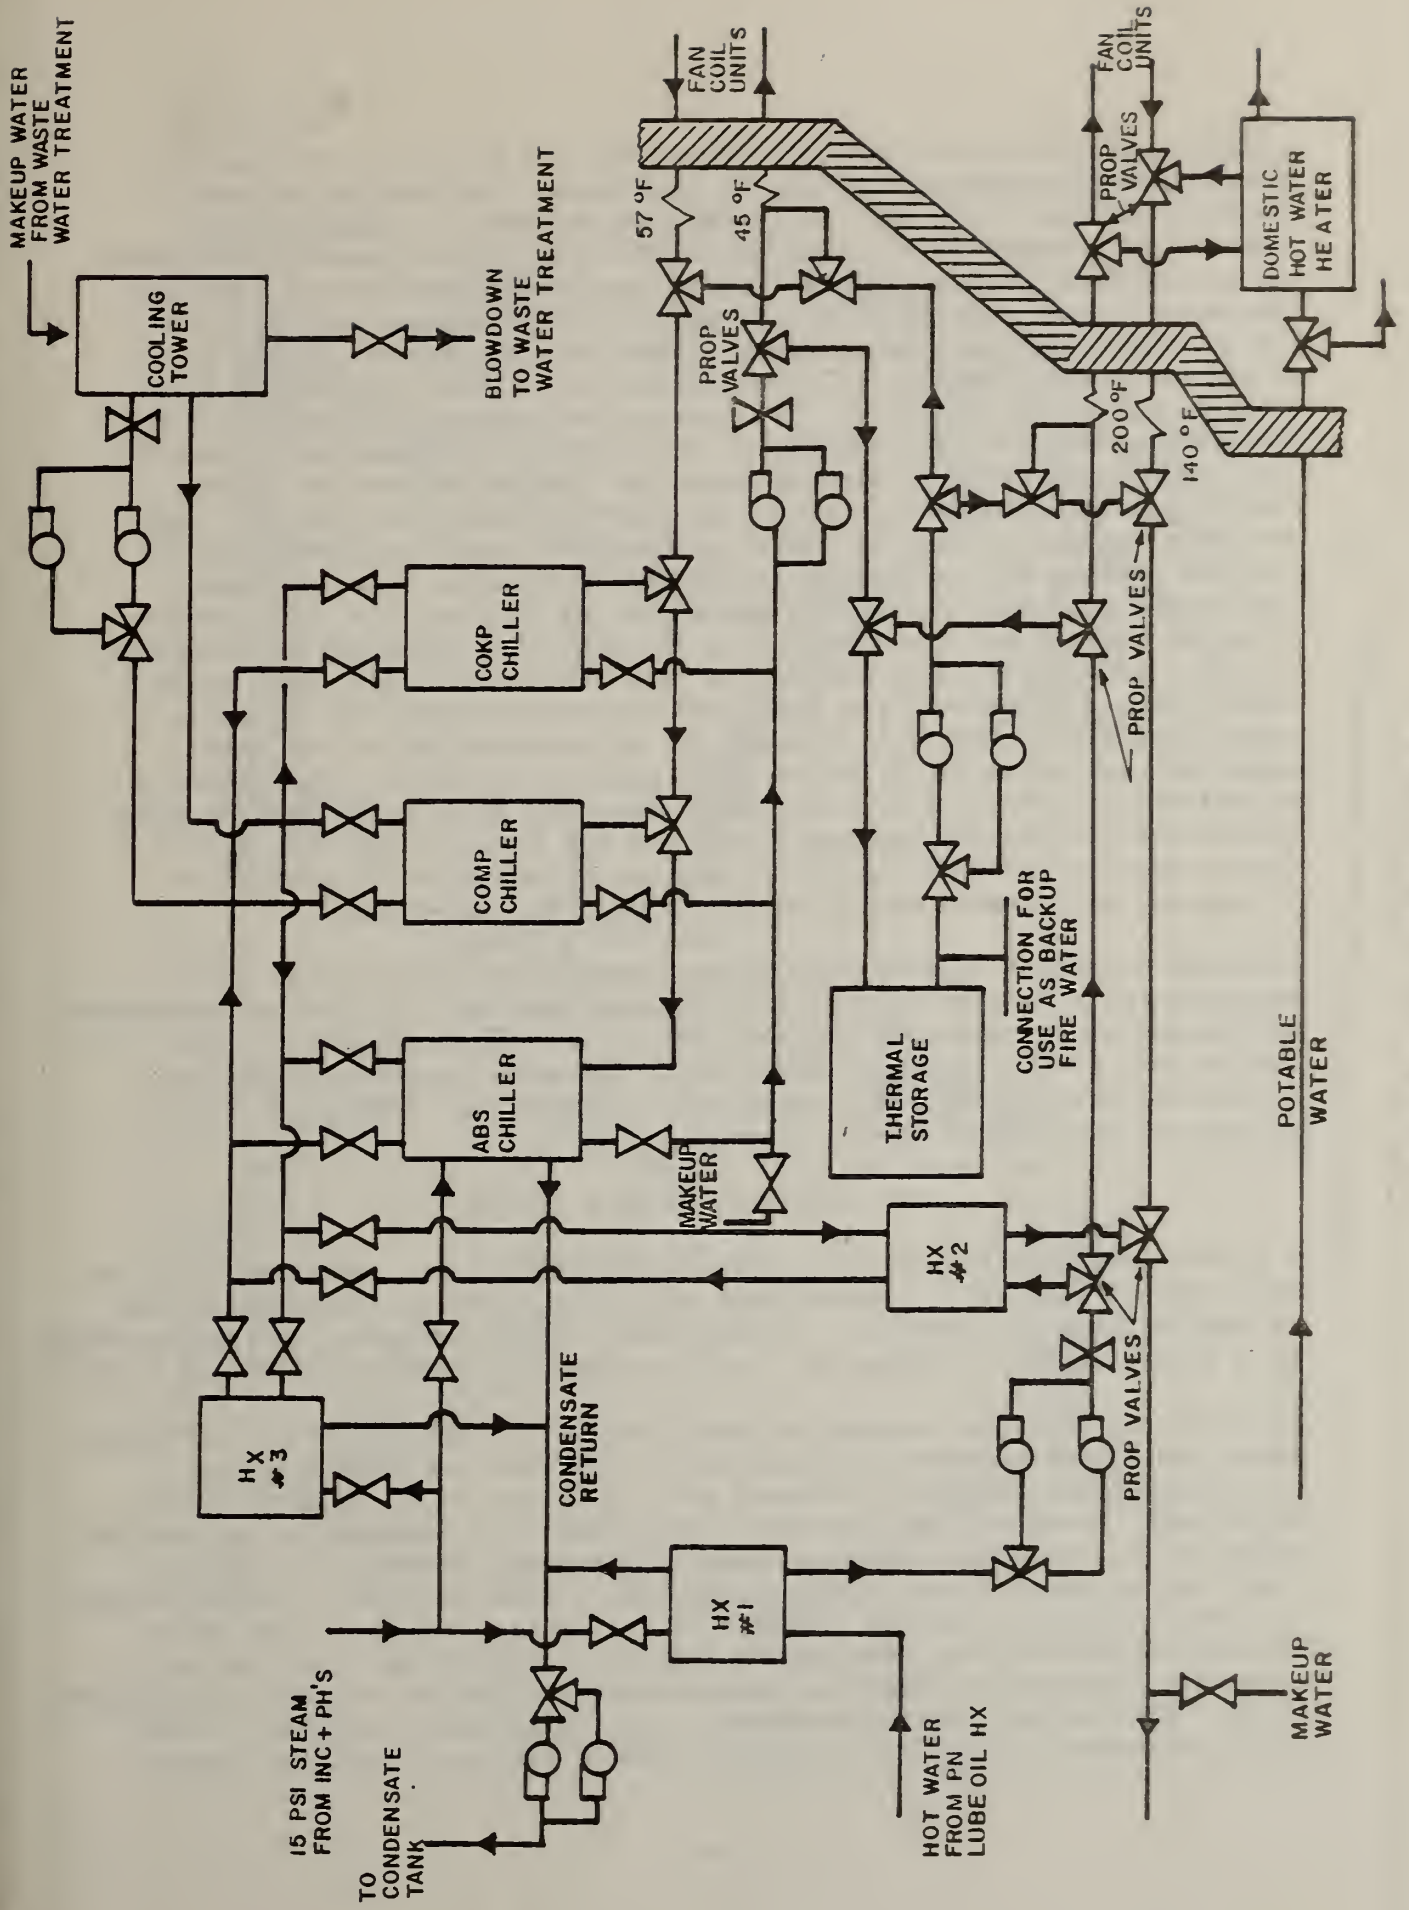 MAKEUP WATER
FROM WASTE
WATER TREATMENT
COOLING
TOWER
BLOWDOWN
TO WASTE
WATER TREATMENT
FAN
COIL
UNITS
57 °F
45 °F
PROP
VALVES
FAN
COIL
UNITS
PROP
VALVES
DOMESTIC
HOT WATER
HEATER
200 °F
140 °F
COKP
CHILLER
COMP
CHILLER
ABS
CHILLER
PROP VALVES
THERMAL
STORAGE
CONNECTION FOR
USE AS BACKUP
FIRE WATER
MAKEUP
WATER
POTABLE
WATER
HX
#2
HX
#3
CONDENSATE
RETURN
PROP VALVES
HX
#1
15 PSI STEAM
FROM INC + PH'S
TO
CONDENSATE
TANK
HOT WATER
FROM PN
LUBE OIL HX
MAKEUP
WATER